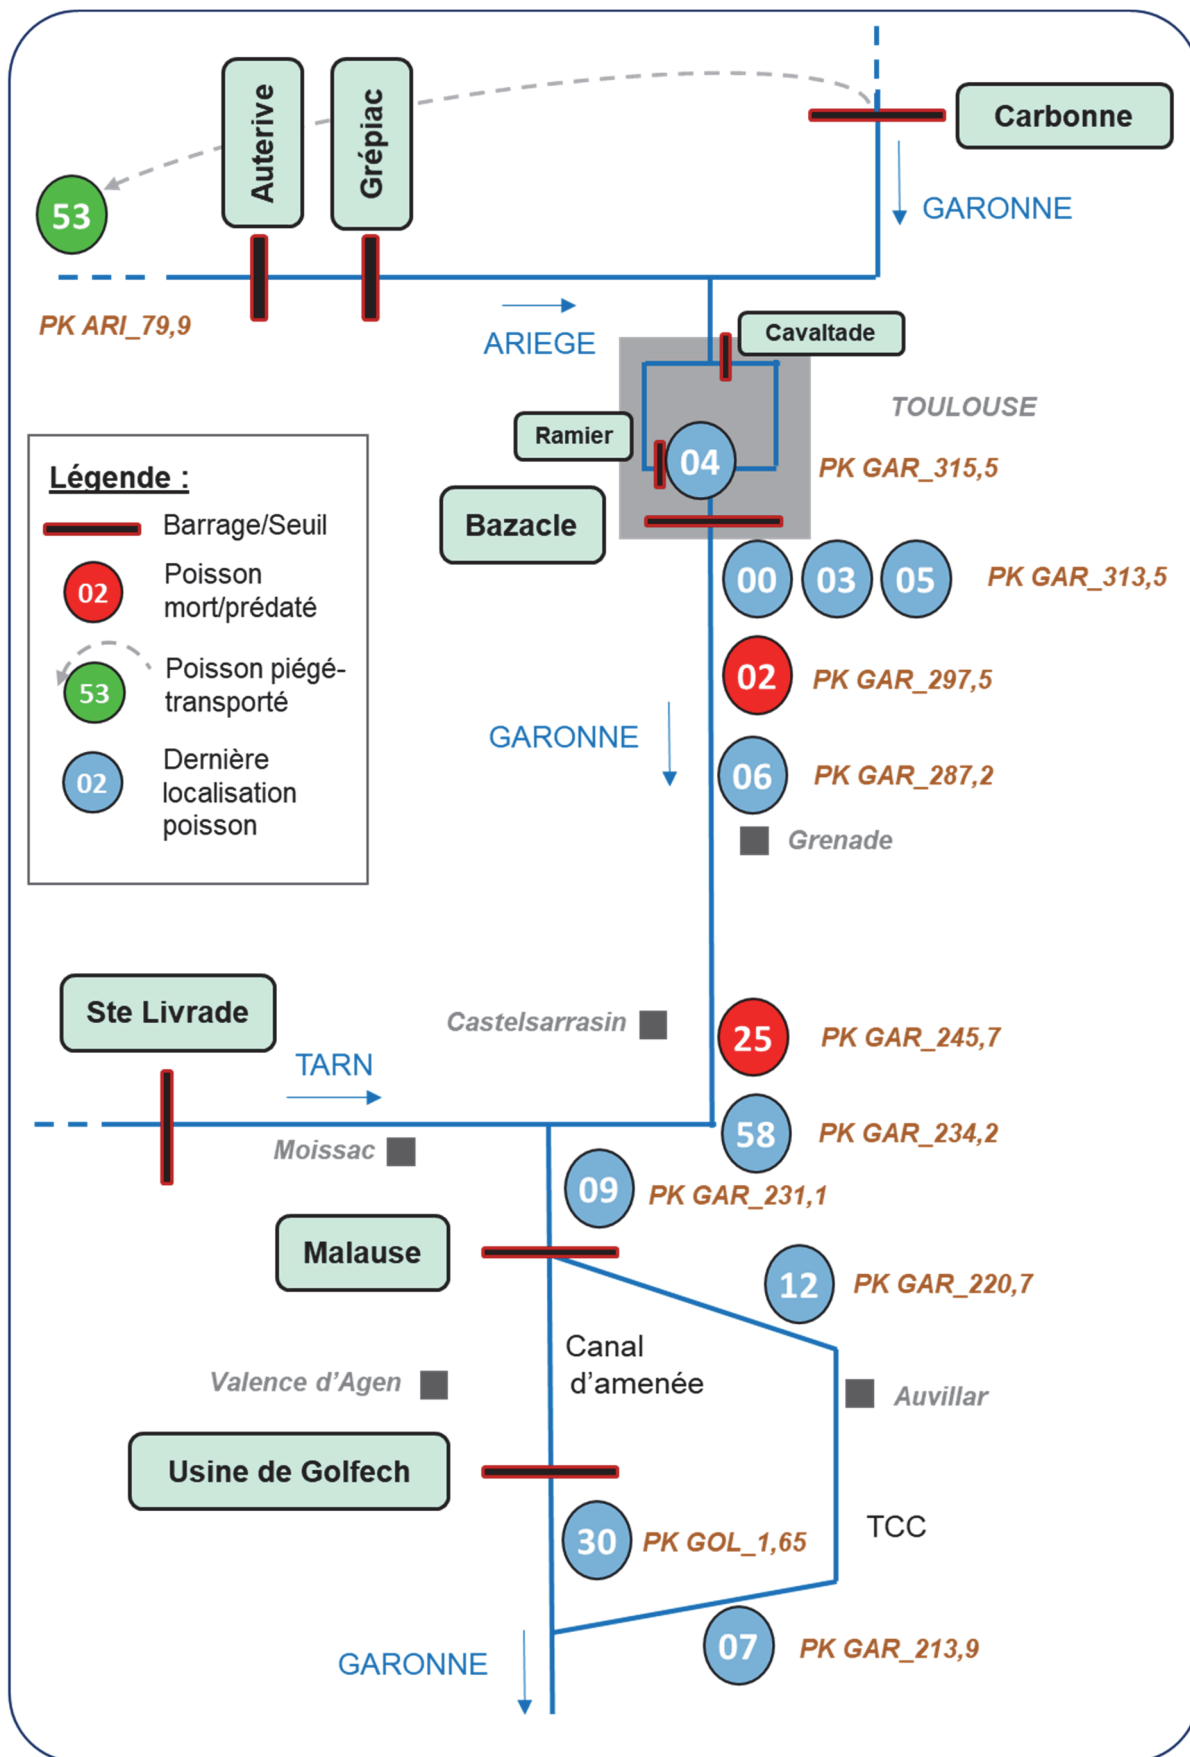 Auterive
Grépiac
Carbonne
53
GARONNE
PK ARI_79,9
ARIEGE
Cavaltade
TOULOUSE
Ramier
04
PK GAR_315,5
Bazacle
00
03
05
PK GAR_313,5
02
PK GAR_297,5
GARONNE
06
PK GAR_287,2
Grenade
Légende :
Barrage/Seuil
02
Poisson
mort/prédaté
53
Poisson piégé-
transporté
02
Dernière
localisation
poisson
Ste Livrade
Castelsarrasin
25
PK GAR_245,7
TARN
58
PK GAR_234,2
Moissac
09
PK GAR_231,1
Malause
12
PK GAR_220,7
Canal
d'amenée
Valence d'Agen
Auvillar
Usine de Golfech
TCC
30
PK GOL_1,65
07
PK GAR_213,9
GARONNE